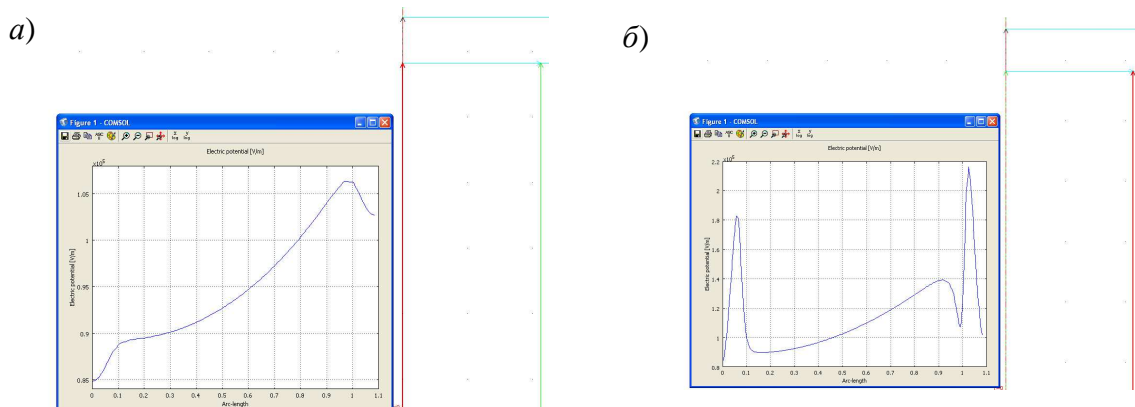 а)
Figure 1 - COMSOL
x log y log
Electric potential [V/m]
1.05
1
0.95
0.9
0.85
Electric potential [V/m]
0 0.1 0.2 0.3 0.4 0.5 0.6 0.7 0.8 0.9 1 1.1
Arc-length
б)
Figure 1 - COMSOL
x log y log
Electric potential [V/m]
2.2
2
1.8
1.6
1.4
1.2
1
0.8
Electric potential [V/m]
0 0.1 0.2 0.3 0.4 0.5 0.6 0.7 0.8 0.9 1 1.1
Arc-length